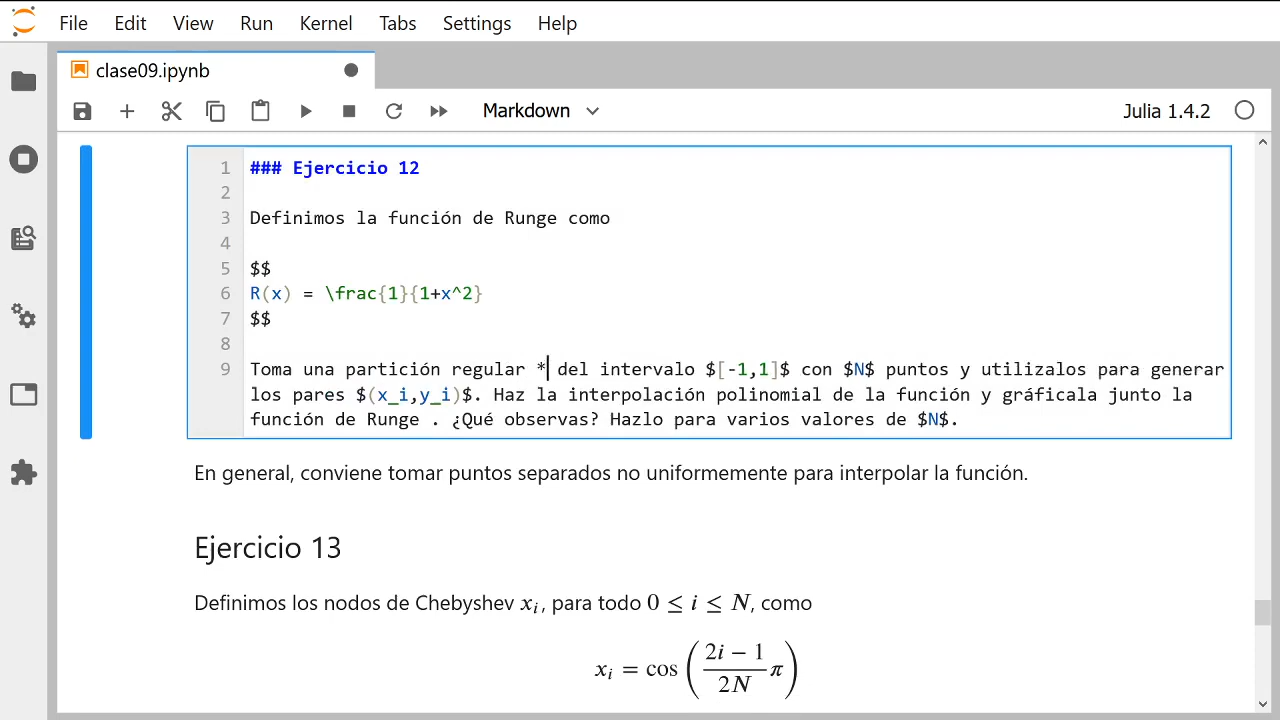 File Edit View Run Kernel Tabs Settings Help
clase09.ipynb
Markdown
Julia 1.4.2
1 ### Ejercicio 12
2
3 Definimos la función de Runge como
4
5 $$
6 R(x) = \frac{1}{1+x^2}
7 $$
8
9 Toma una partición regular * del intervalo $[-1,1]$ con $N$ puntos y utilizalos para generar
los pares $(x_i,y_i)$. Haz la interpolación polinomial de la función y gráficala junto la
función de Runge . ¿Qué observas? Hazlo para varios valores de $N$.
En general, conviene tomar puntos separados no uniformemente para interpolar la función.
Ejercicio 13
Definimos los nodos de Chebyshev xᵢ, para todo 0 ≤ i ≤ N, como
xᵢ = cos(2i − 1 / 2N π)